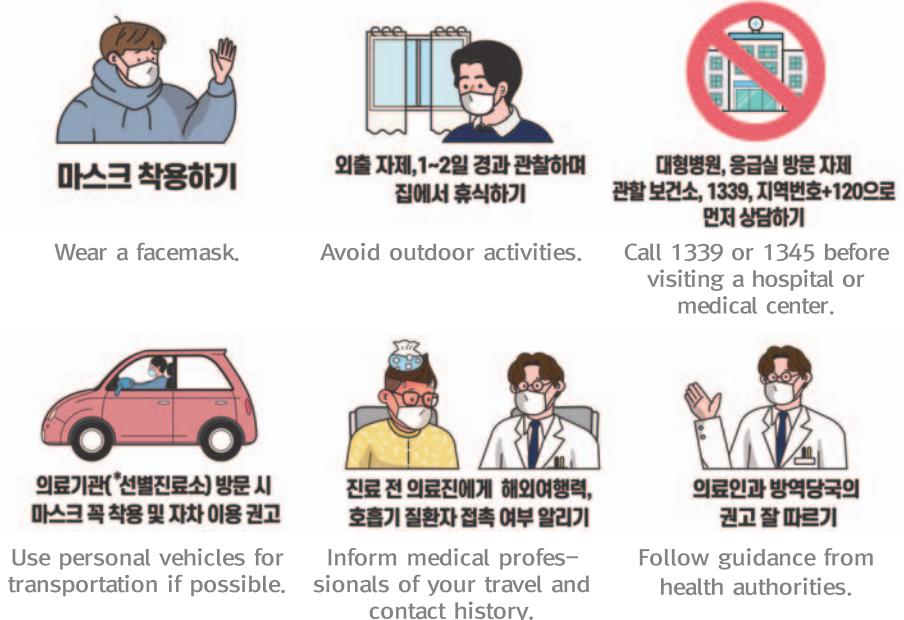 마스크 착용하기
Wear a facemask.
외출 자제,1~2일 경과 관찰하며
집에서 휴식하기
Avoid outdoor activities.
대형병원, 응급실 방문 자제
관할 보건소, 1339, 지역번호+120으로
먼저 상담하기
Call 1339 or 1345 before
visiting a hospital or
medical center.
의료기관(*선별진료소) 방문 시
마스크 꼭 착용 및 자차 이용 권고
Use personal vehicles for
transportation if possible.
진료 전 의료진에게 해외여행력,
호흡기 질환자 접촉 여부 알리기
Inform medical profes-
sionals of your travel and
contact history.
의료인과 방역당국의
권고 잘 따르기
Follow guidance from
health authorities.